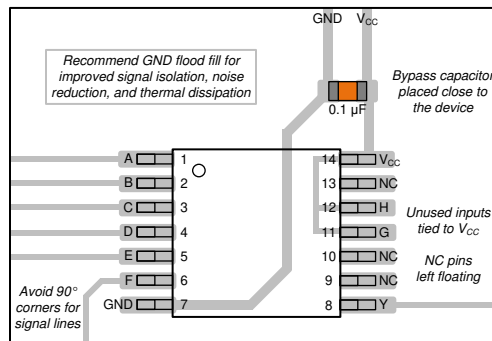 GND VCC
Recommend GND flood fill for
improved signal isolation, noise
reduction, and thermal dissipation
Bypass capacitor
placed close to
the device
0.1 µF
A 1 14 VCC
B 2 13 NC
C 3 12 H
D 4 11 G
E 5 10 NC
F 6 9 NC
GND 7 8 Y
Unused inputs
tied to VCC
NC pins
left floating
Avoid 90°
corners for
signal lines